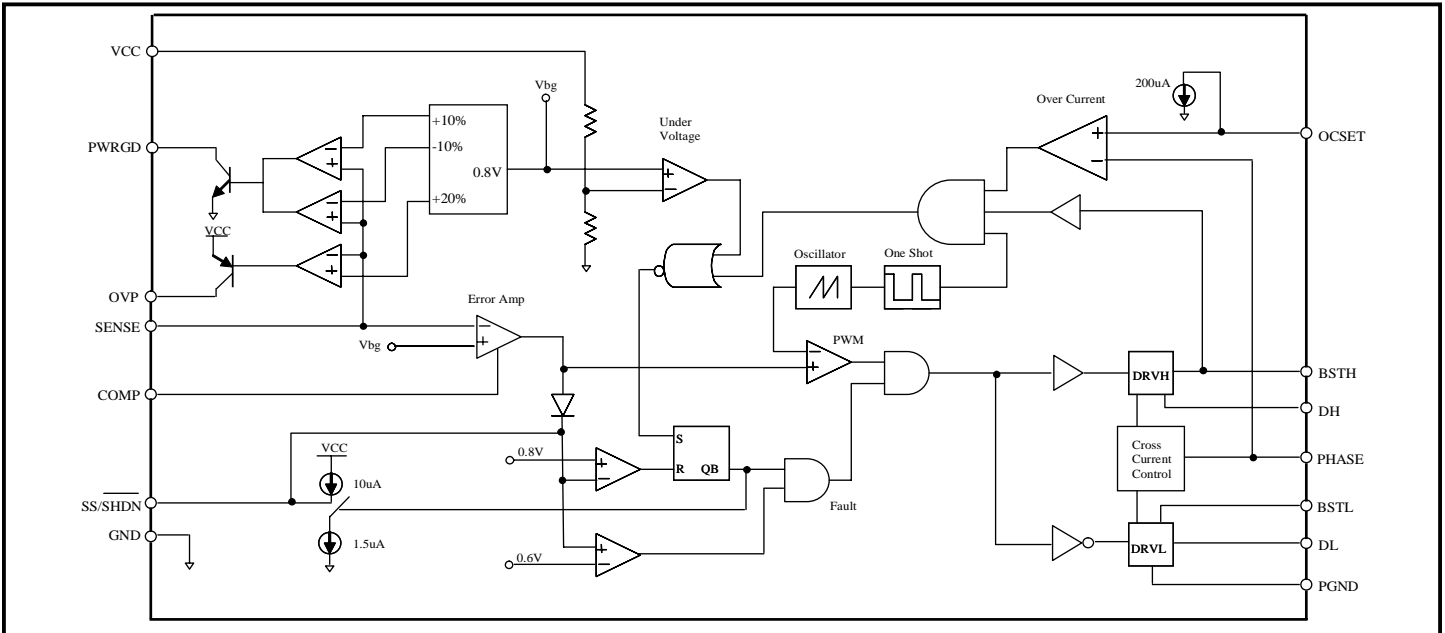 VCC
Vbg
200uA
Over Current
Under
Voltage
+10%
-10%
0.8V
+20%
+
−
OCSET
PWRGD
−
+
−
+
+
−
VCC
−
+
Oscillator
One Shot
OVP
Error Amp
SENSE
−
+
Vbg
PWM
−
+
DRVH
BSTH
COMP
DH
VCC
0.8V
S
R QB
+
−
Cross
Current
Control
PHASE
10uA
SS/SHDN
Fault
BSTL
GND
1.5uA
0.6V
+
−
DRVL
DL
PGND